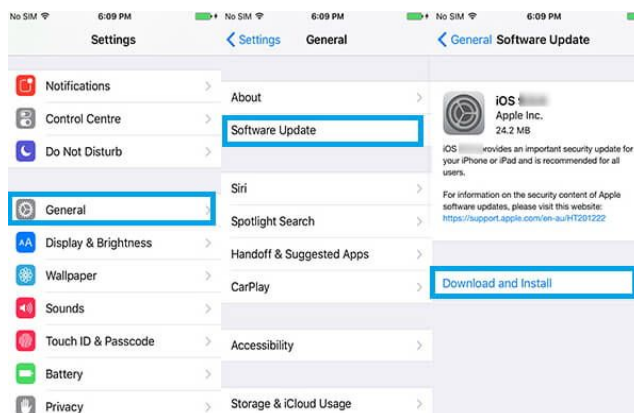 No SIM 6:09 PM
Settings
Notifications
Control Centre
Do Not Disturb
General
Display & Brightness
Wallpaper
Sounds
Touch ID & Passcode
Battery
Privacy
No SIM 6:09 PM
Settings General
About
Software Update
Siri
Spotlight Search
Handoff & Suggested Apps
CarPlay
Accessibility
Storage & iCloud Usage
No SIM 6:09 PM
General Software Update
iOS
Apple Inc.
24.2 MB
iOS provides an important security update for
your iPhone or iPad and is recommended for all
users.
For information on the security content of Apple
software updates, please visit this website:
https://support.apple.com/en-au/HT201222
Download and Install